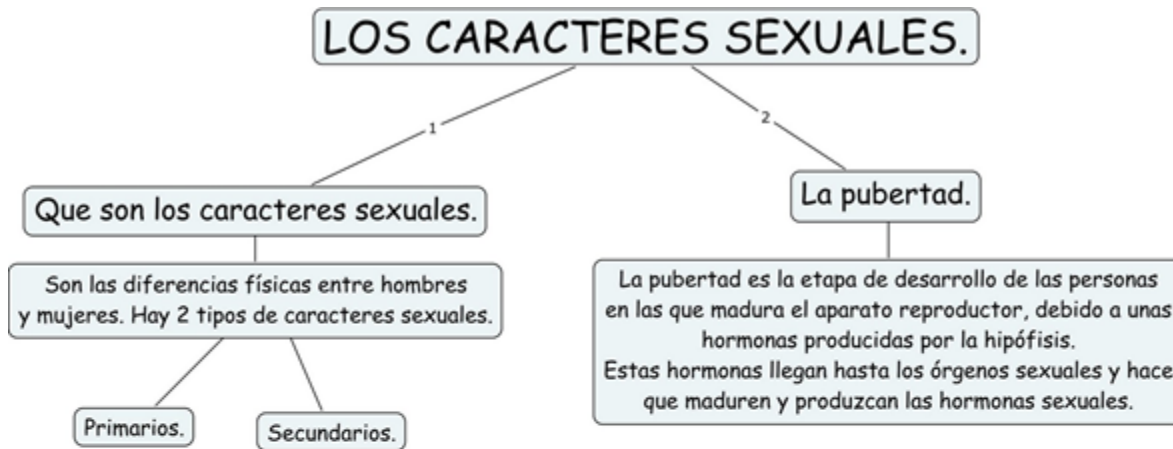 LOS CARACTERES SEXUALES.
1
2
Que son los caracteres sexuales.
La pubertad.
Son las diferencias físicas entre hombres
y mujeres. Hay 2 tipos de caracteres sexuales.
Primarios.
Secundarios.
La pubertad es la etapa de desarrollo de las personas
en las que madura el aparato reproductor, debido a unas
hormonas producidas por la hipófisis.
Estas hormonas llegan hasta los órgenos sexuales y hace
que maduren y produzcan las hormonas sexuales.